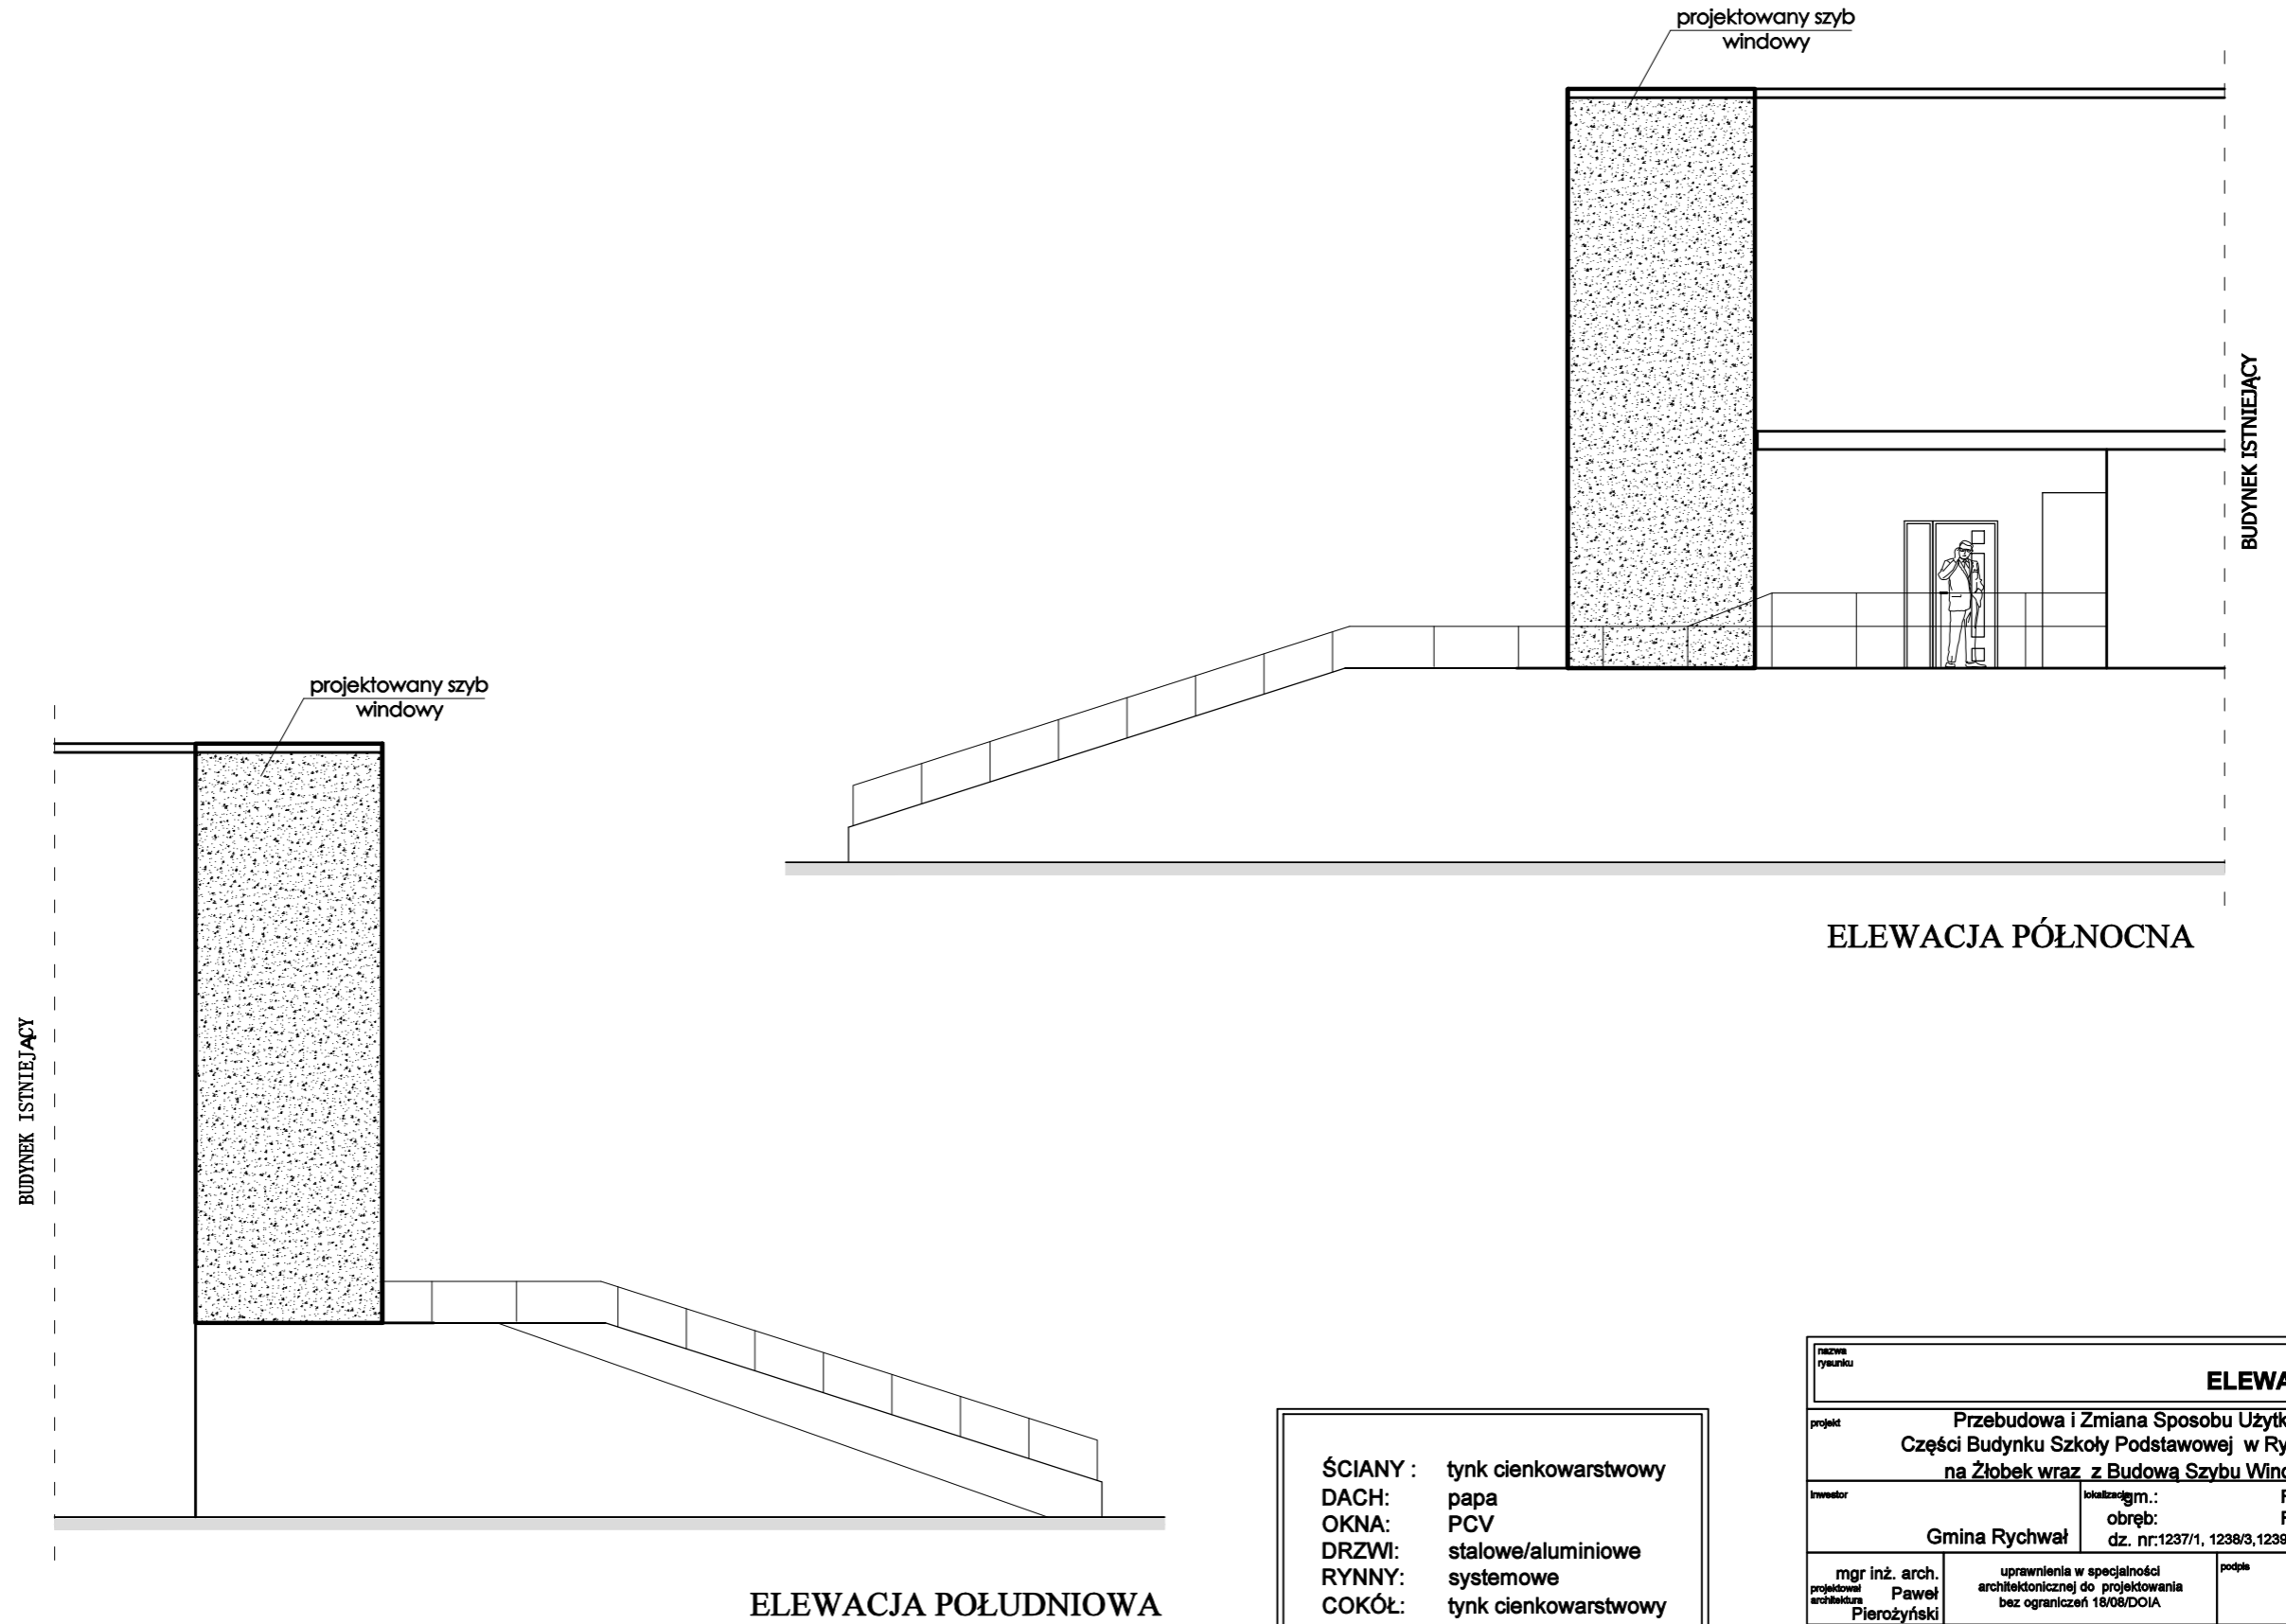 projektowany szyb
windowy
BUDYNEK ISTNIEJĄCY
ELEWACJA PÓŁNOCNA
projektowany szyb
windowy
BUDYNEK ISTNIEJĄCY
ELEWACJA POŁUDNIOWA
ŚCIANY : tynk cienkowarstwowy
DACH: papa
OKNA: PCV
DRZWI: stalowe/aluminiowe
RYNNY: systemowe
COKÓŁ: tynk cienkowarstwowy
nazwa
rysunku
ELEWA
projekt
Przebudowa i Zmiana Sposobu Użytk
Części Budynku Szkoły Podstawowej w Ry
na Żłobek wraz z Budową Szybu Wind
inwestor
Gmina Rychwał
lokalizacja
gm.:
obręb:
dz. nr:1237/1, 1238/3,1239
mgr inż. arch.
projektował
architektura
Paweł
Pierożyński
uprawnienia w specjalności
architektonicznej do projektowania
bez ograniczeń 18/08/DOIA
podpis